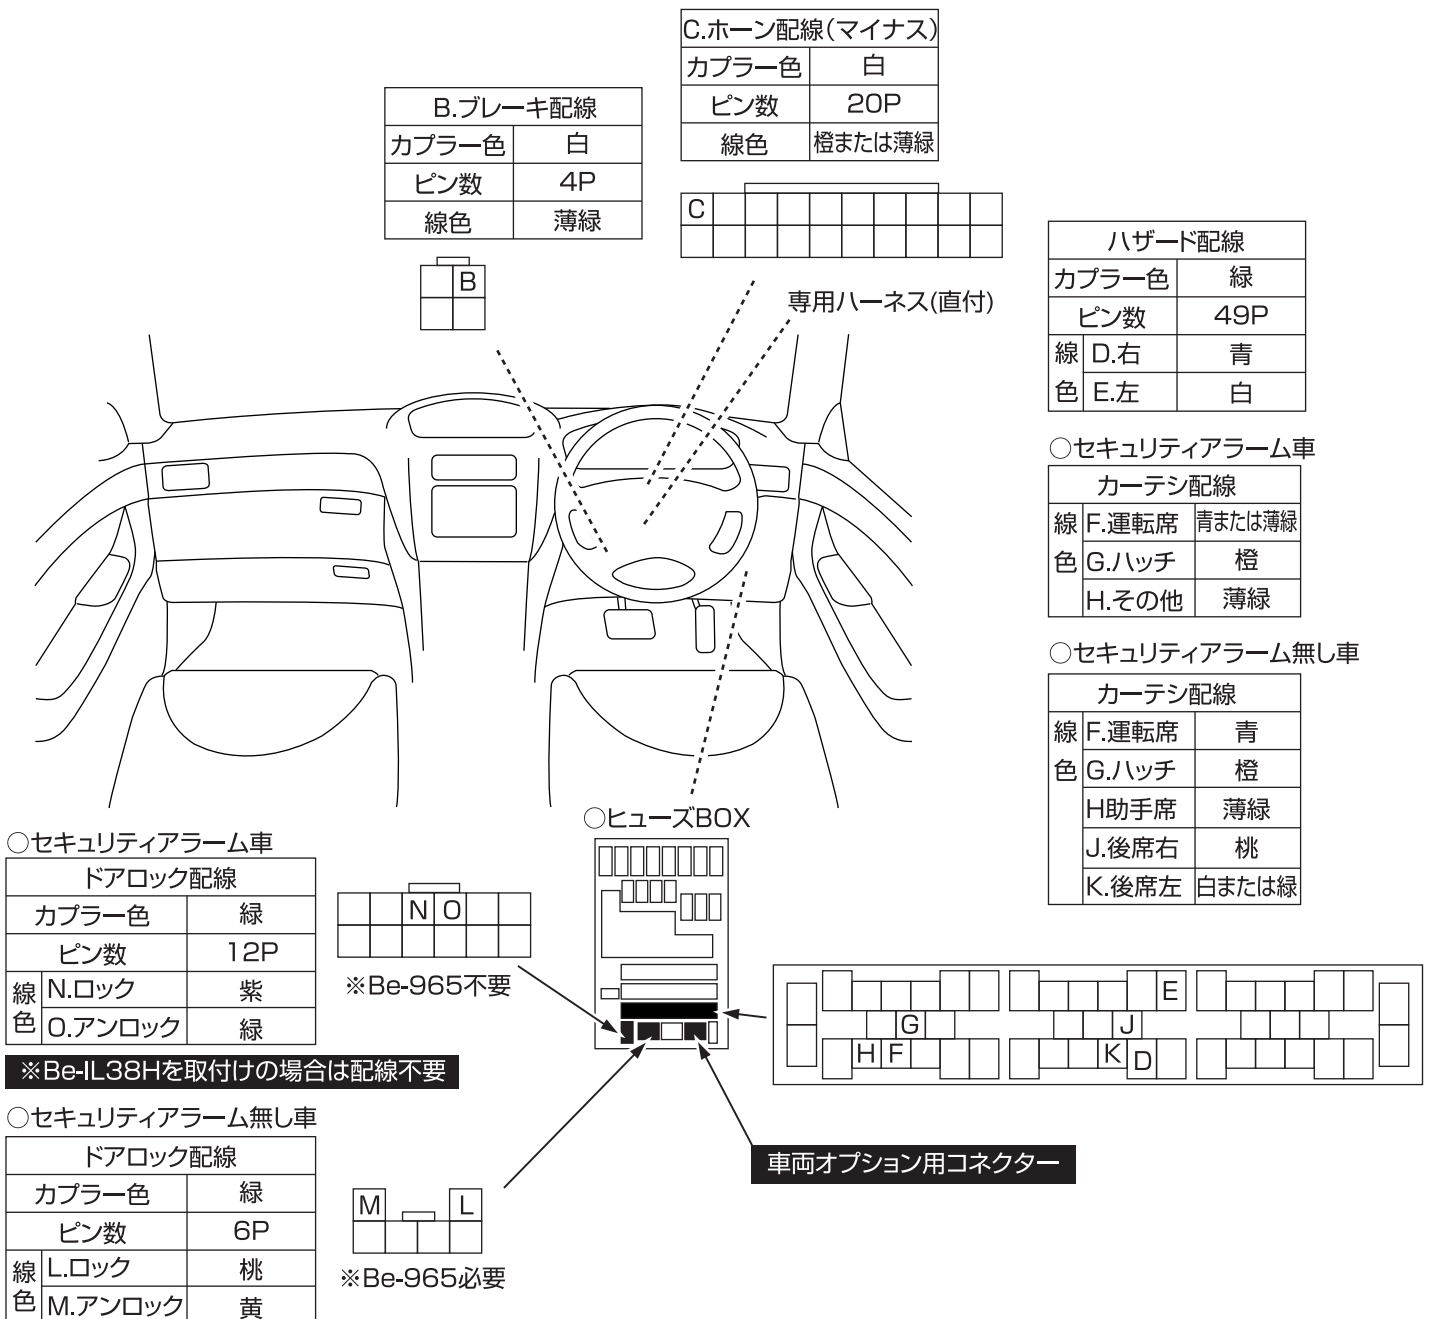 C.ホーン配線(マイナス)
カプラー色 白
ピン数 20P
線色 橙または薄緑
B.ブレーキ配線
カプラー色 白
ピン数 4P
線色 薄緑
C
B
専用ハーネス(直付)
ハザード配線
カプラー色 緑
ピン数 49P
線色 D.右 青
E.左 白
○セキュリティアラーム車
カーテシ配線
線色 F.運転席 青または薄緑
G.ハッチ 橙
H.その他 薄緑
○セキュリティアラーム無し車
カーテシ配線
線色 F.運転席 青
G.ハッチ 橙
H助手席 薄緑
J.後席右 桃
K.後席左 白または緑
○ヒューズBOX
○セキュリティアラーム車
ドアロック配線
カプラー色 緑
ピン数 12P
線色 N.ロック 紫
O.アンロック 緑
※Be-IL38Hを取付けの場合は配線不要
N O
※Be-965不要
E
G J
H F K D
車両オプション用コネクター
○セキュリティアラーム無し車
ドアロック配線
カプラー色 緑
ピン数 6P
線色 L.ロック 桃
M.アンロック 黄
M L
※Be-965必要